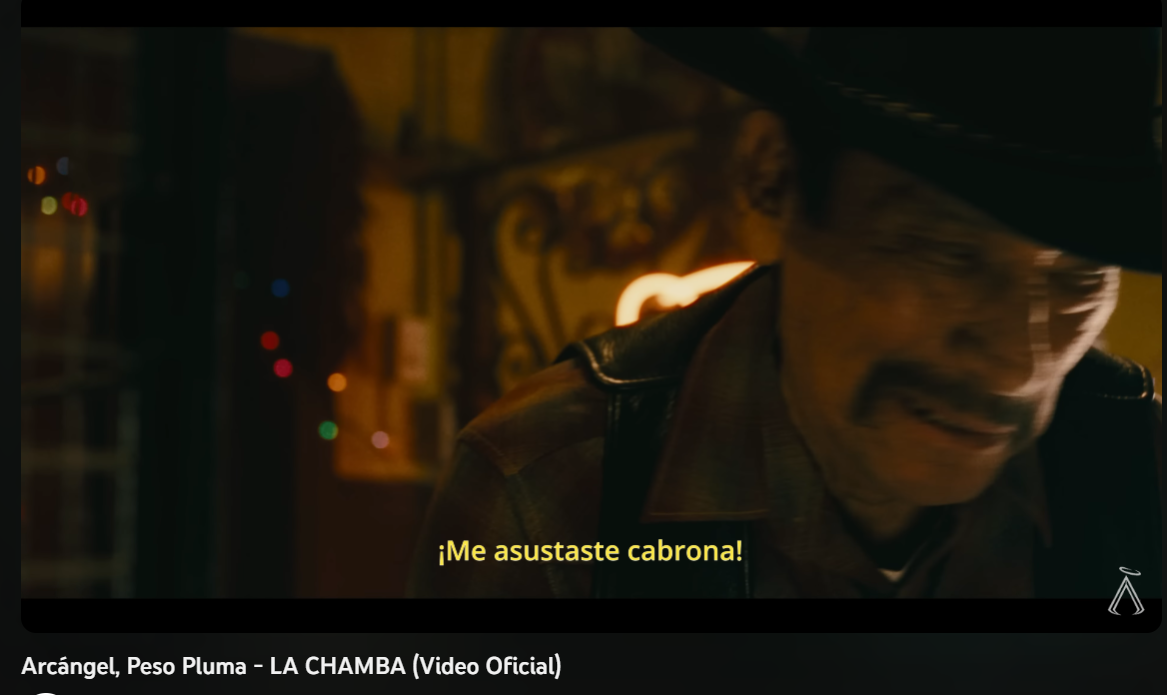 ¡Me asustaste cabrona!
Arcángel, Peso Pluma - LA CHAMBA (Video Oficial)